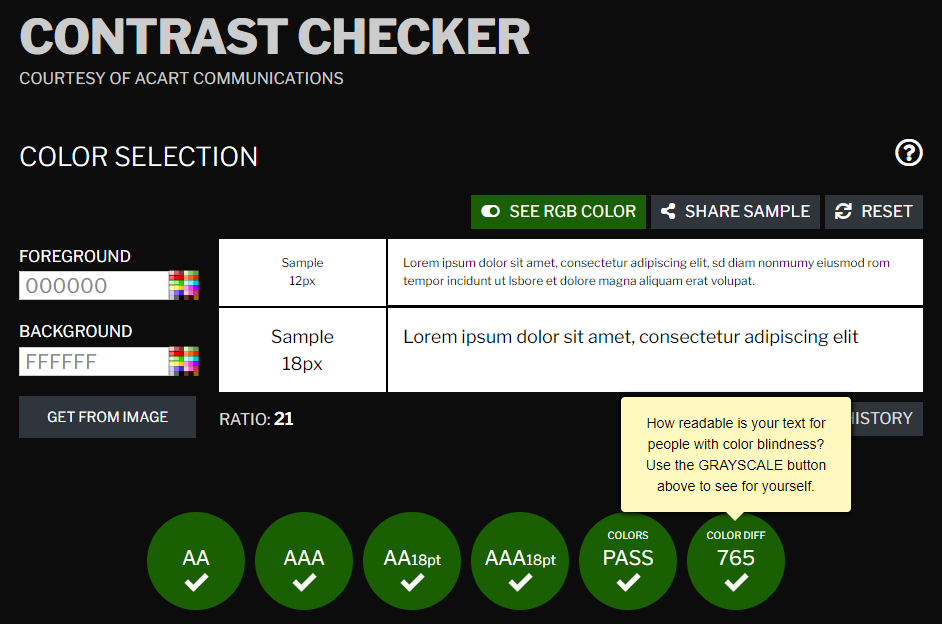 CONTRAST CHECKER
COURTESY OF ACART COMMUNICATIONS
COLOR SELECTION
?
SEE RGB COLOR
SHARE SAMPLE
RESET
FOREGROUND
000000
BACKGROUND
FFFFFF
GET FROM IMAGE
Sample
12px
Lorem ipsum dolor sit amet, consectetur adipiscing elit, sd diam nonmumy eiusmod rom
tempor incidunt ut lsbore et dolore magna aliquam erat volupat.
Sample
18px
Lorem ipsum dolor sit amet, consectetur adipiscing elit
RATIO: 21
HISTORY
How readable is your text for
people with color blindness?
Use the GRAYSCALE button
above to see for yourself.
AA
AAA
AA18pt
AAA18pt
COLORS
PASS
COLOR DIFF
765